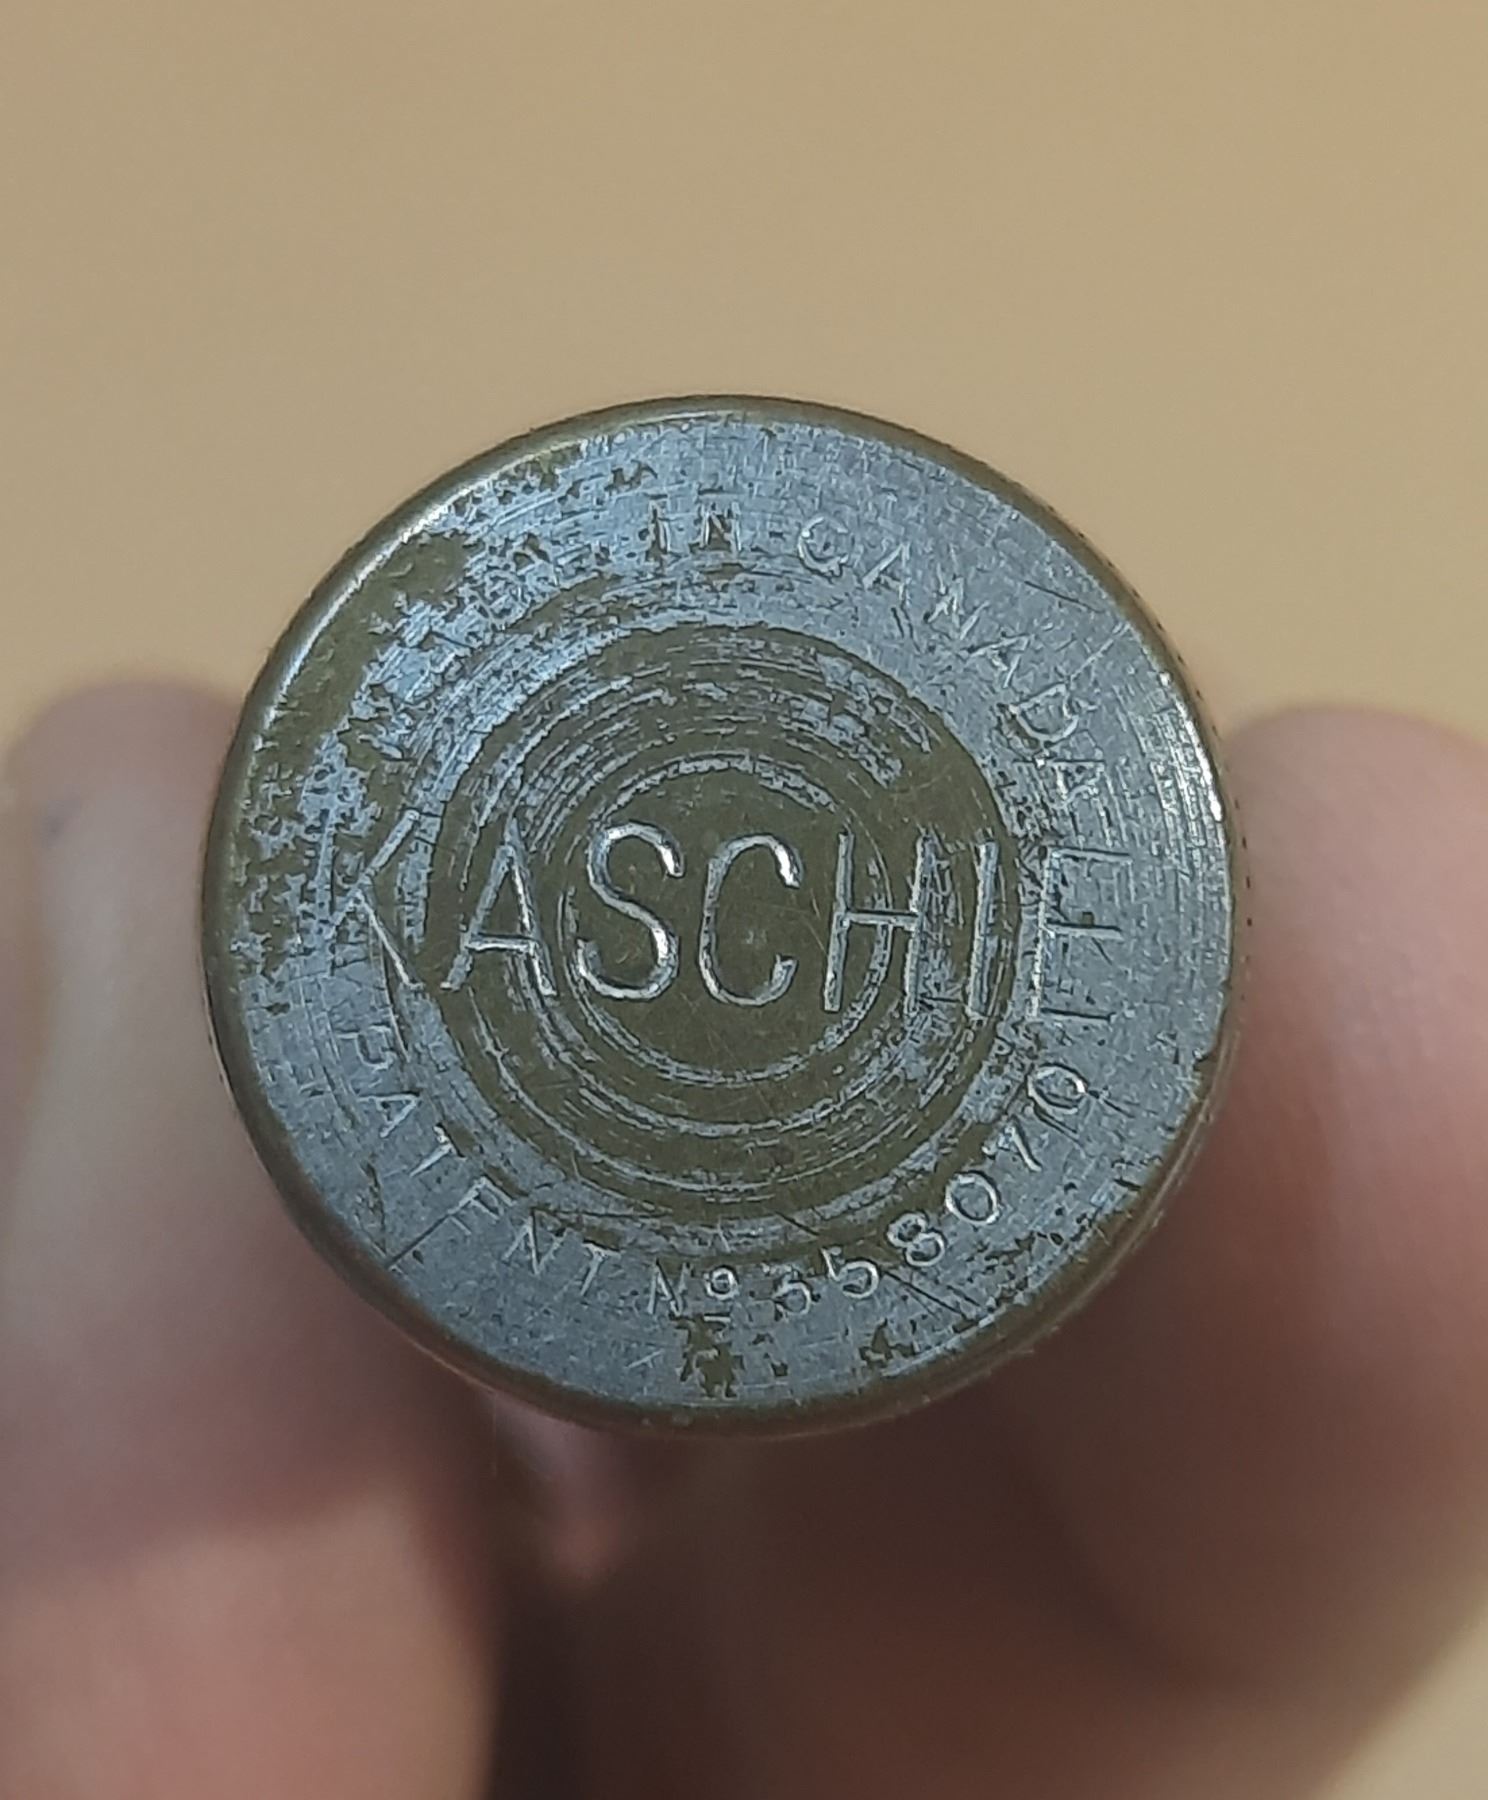 IN CANADA
KASCHIE
PATENT Nº 358070